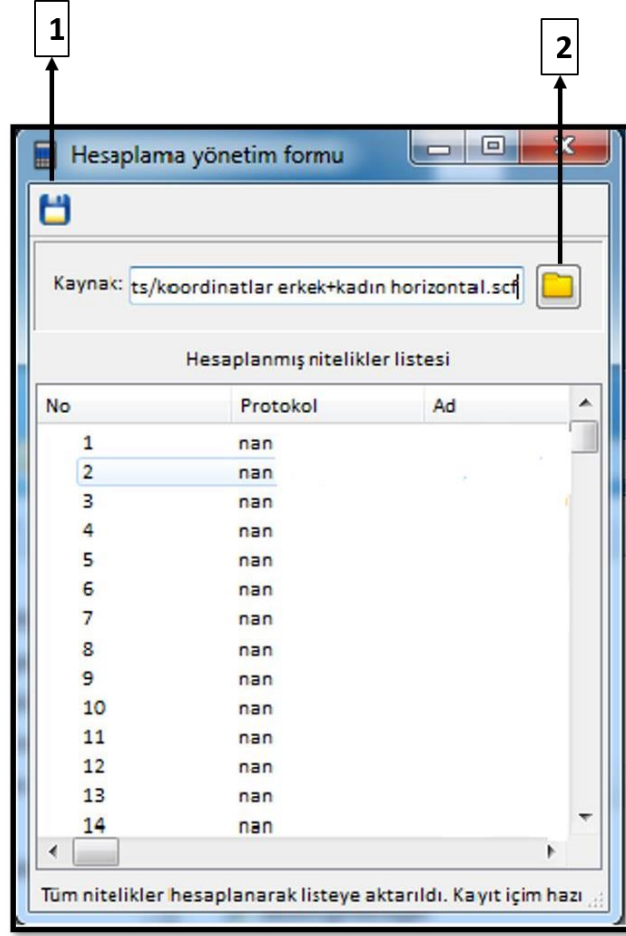 1
2
Hesaplama yönetim formu
Kaynak: ts/koordinatlar erkek+kadın horizontal.scf
Hesaplanmış nitelikler listesi
No Protokol Ad
1 nan
2 nan
3 nan
4 nan
5 nan
6 nan
7 nan
8 nan
9 nan
10 nan
11 nan
12 nan
13 nan
14 nan
Tüm nitelikler hesaplanarak listeye aktarıldı. Kayıt içim hazı